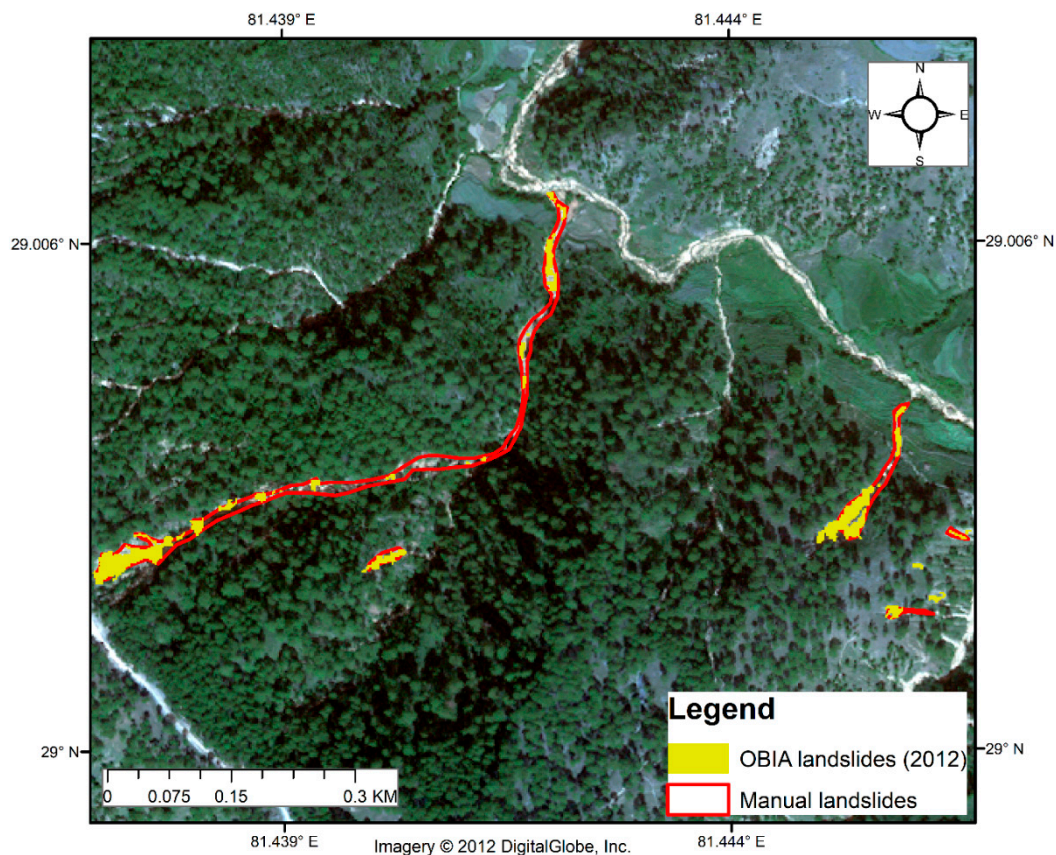 81.439° E 81.444° E
N
W E
S
29.006° N 29.006° N
Legend
OBIA landslides (2012)
Manual landslides
29° N 29° N
0 0.075 0.15 0.3 KM
81.439° E 81.444° E
Imagery © 2012 DigitalGlobe, Inc.